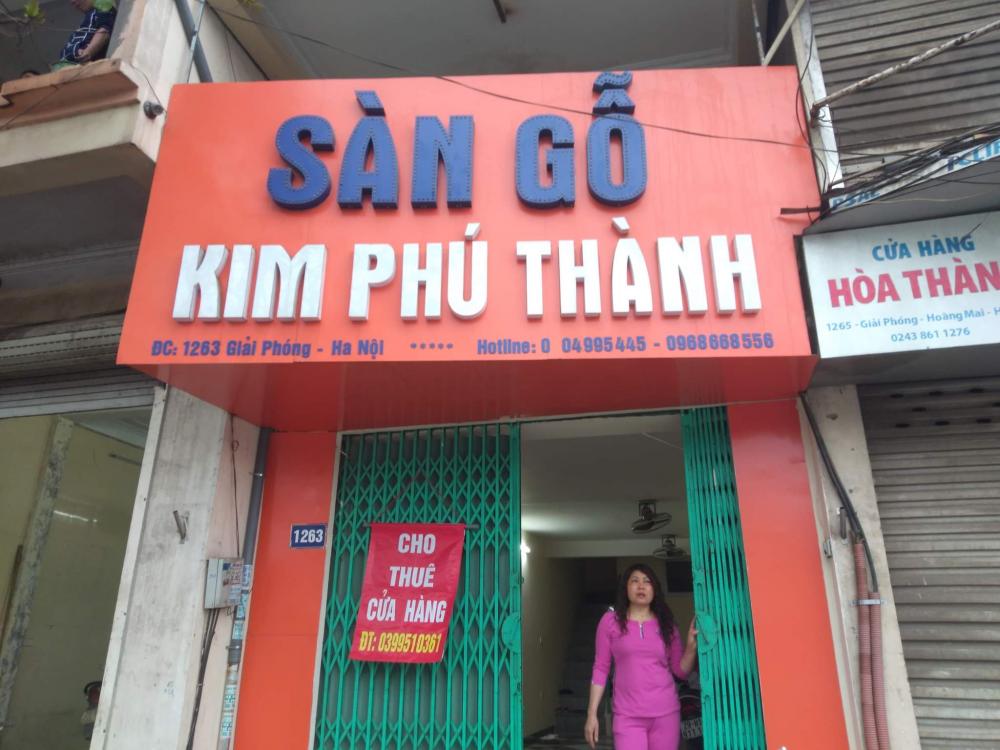 SÀN GỖ
KIM PHÚ THÀNH
ĐC: 1263 Giải Phóng - Ha Nội ***** Hotline: 0 04995445 - 0968668556
CỬA HÀNG
HÒA THÀN
1265 - Giải Phóng - Hoàng Mai - H
0243 861 1276
1263
CHO
THUÊ
CỬA HÀNG
ĐT: 0399510361